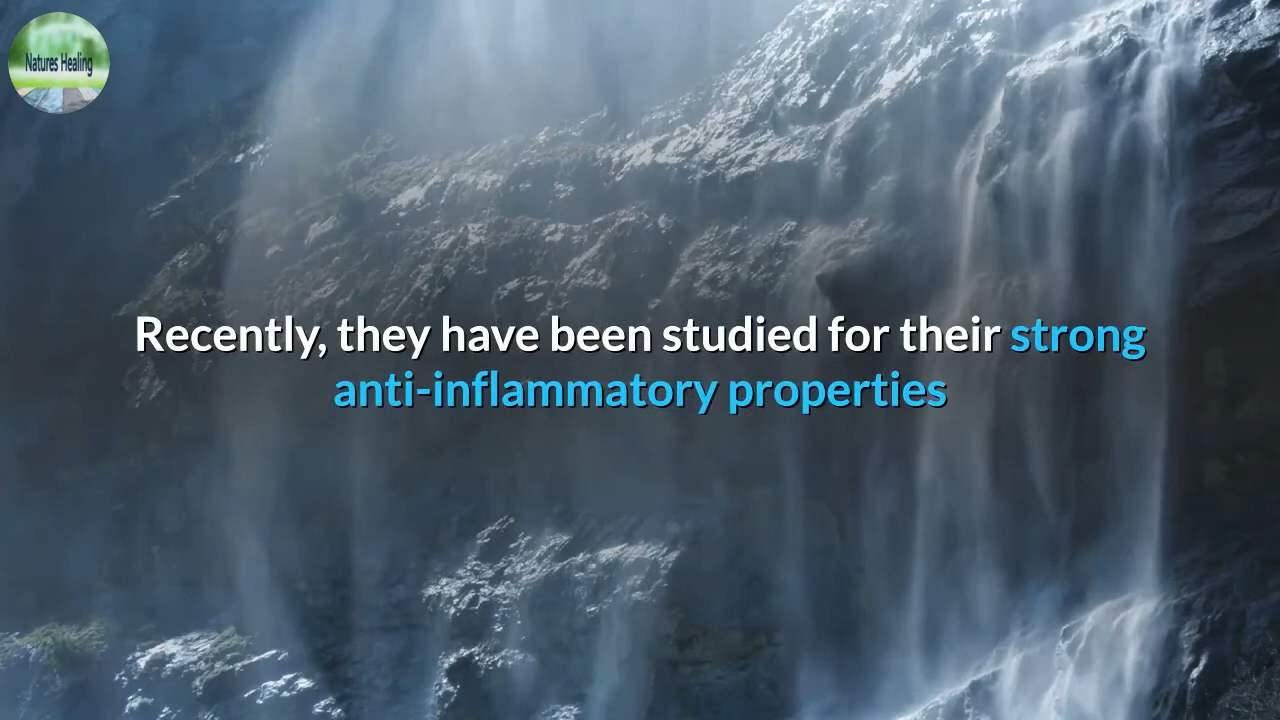 Natures Healing
Recently, they have been studied for their strong
anti-inflammatory properties